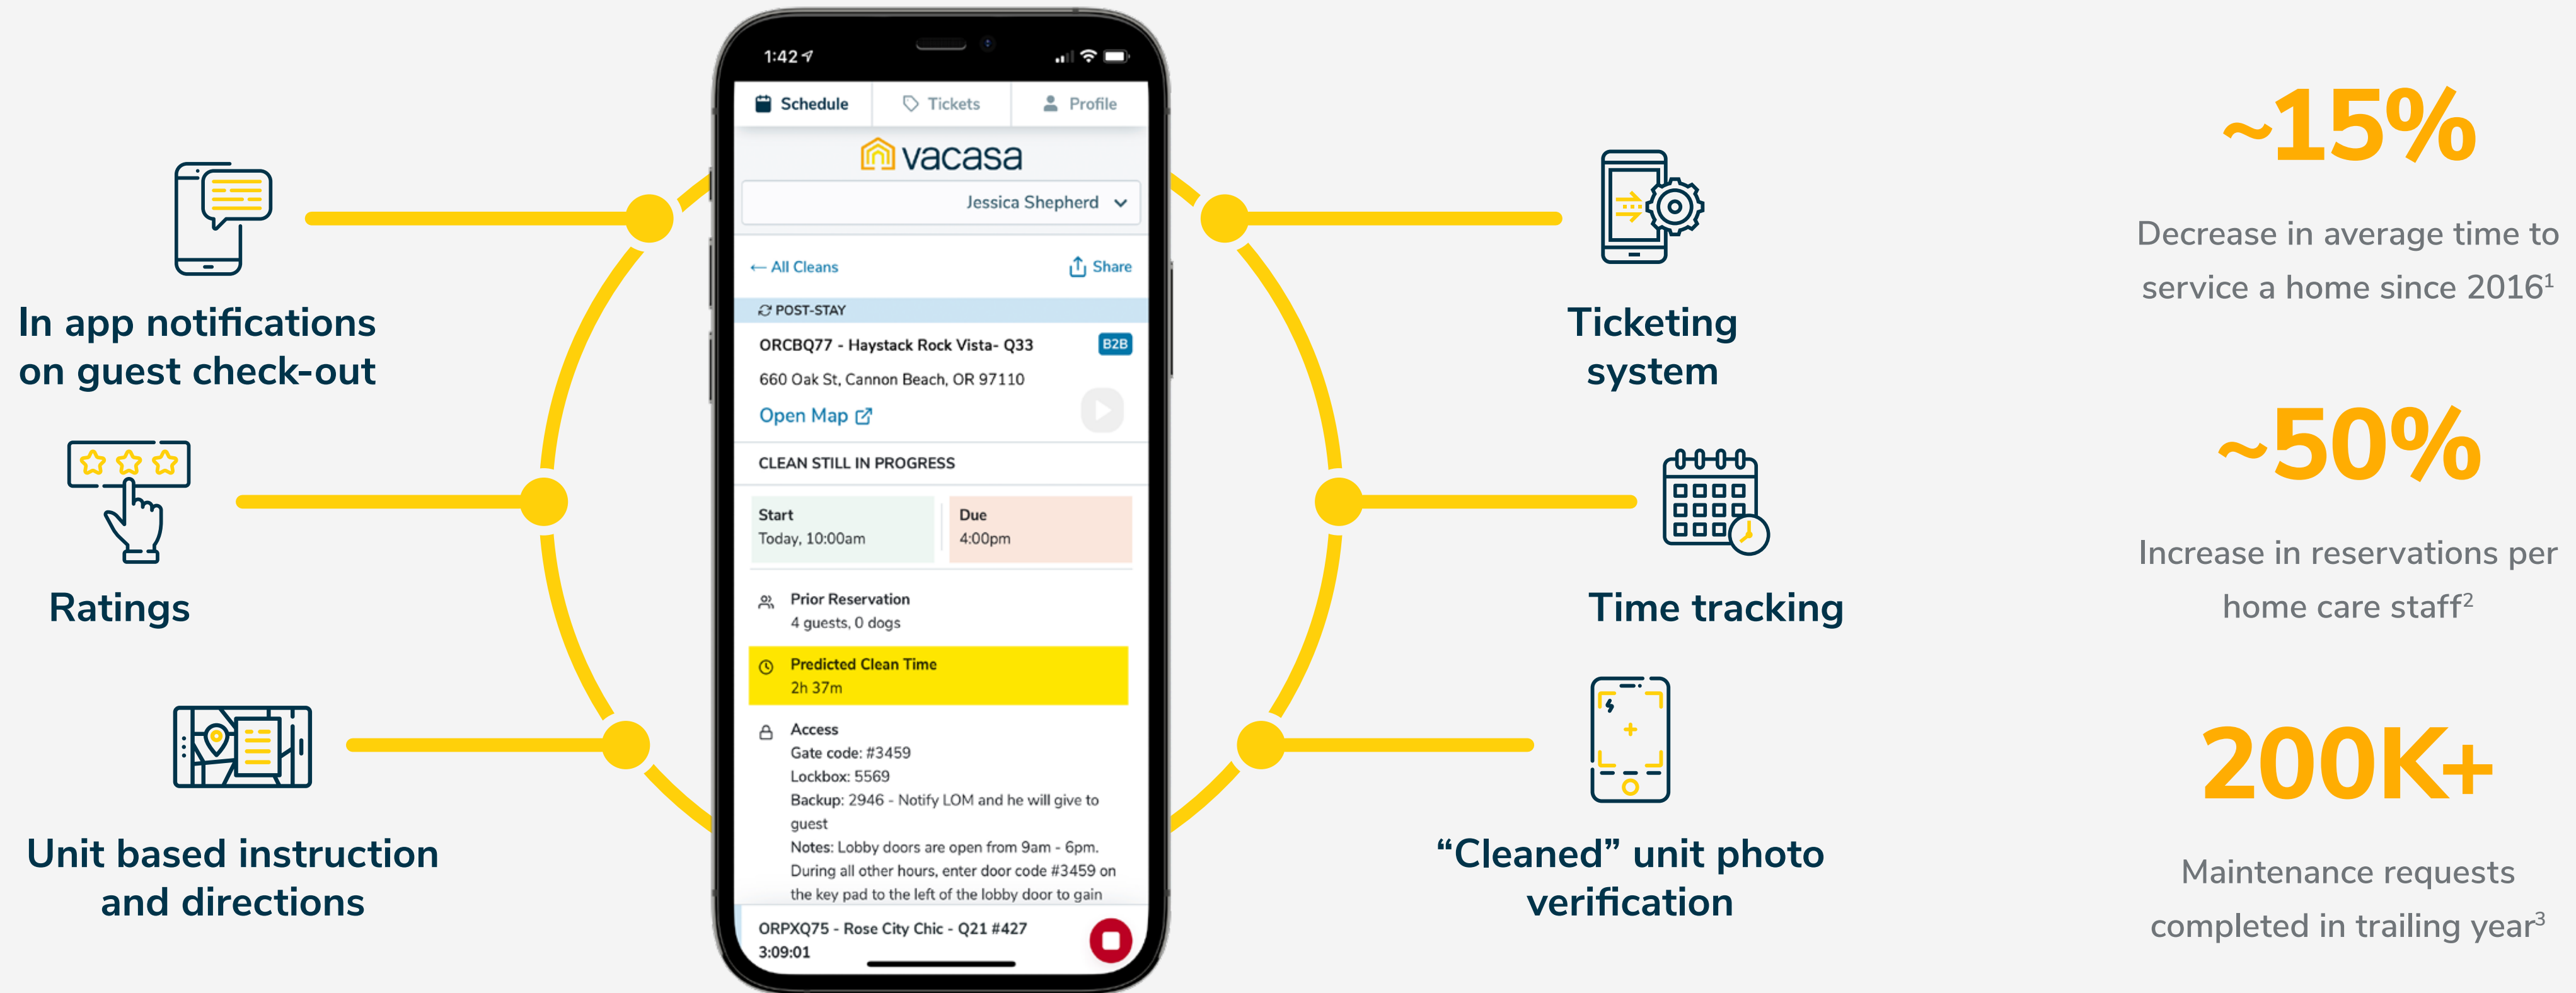 In app notifications
on guest check-out
Ratings
Unit based instruction
and directions
1:42
Schedule
Tickets
Profile
vacasa
Jessica Shepherd
← All Cleans
Share
POST-STAY
ORCBQ77 - Haystack Rock Vista- Q33
B2B
660 Oak St, Cannon Beach, OR 97110
Open Map
CLEAN STILL IN PROGRESS
Start
Today, 10:00am
Due
4:00pm
Prior Reservation
4 guests, 0 dogs
Predicted Clean Time
2h 37m
Access
Gate code: #3459
Lockbox: 5569
Backup: 2946 - Notify LOM and he will give to
guest
Notes: Lobby doors are open from 9am - 6pm.
During all other hours, enter door code #3459 on
the key pad to the left of the lobby door to gain
ORPXQ75 - Rose City Chic - Q21 #427
3:09:01
Ticketing
system
Time tracking
“Cleaned” unit photo
verification
~15%
Decrease in average time to
service a home since 2016¹
~50%
Increase in reservations per
home care staff²
200K+
Maintenance requests
completed in trailing year³